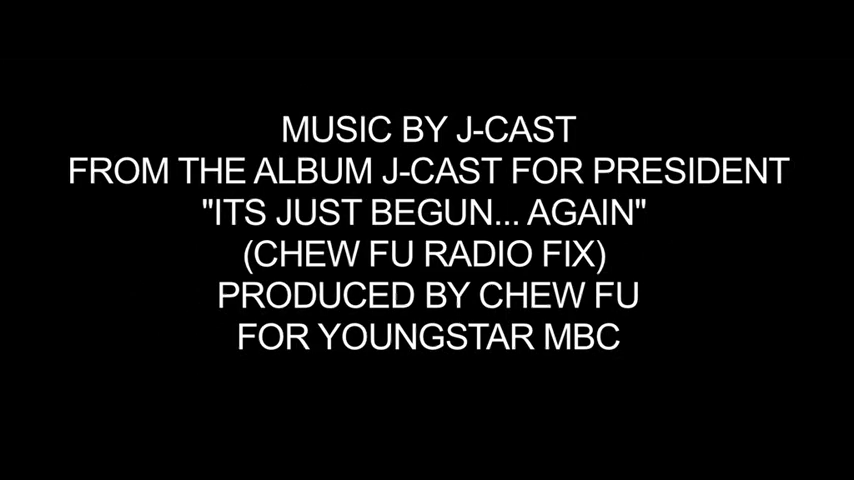 MUSIC BY J-CAST
FROM THE ALBUM J-CAST FOR PRESIDENT
"ITS JUST BEGUN... AGAIN"
(CHEW FU RADIO FIX)
PRODUCED BY CHEW FU
FOR YOUNGSTAR MBC